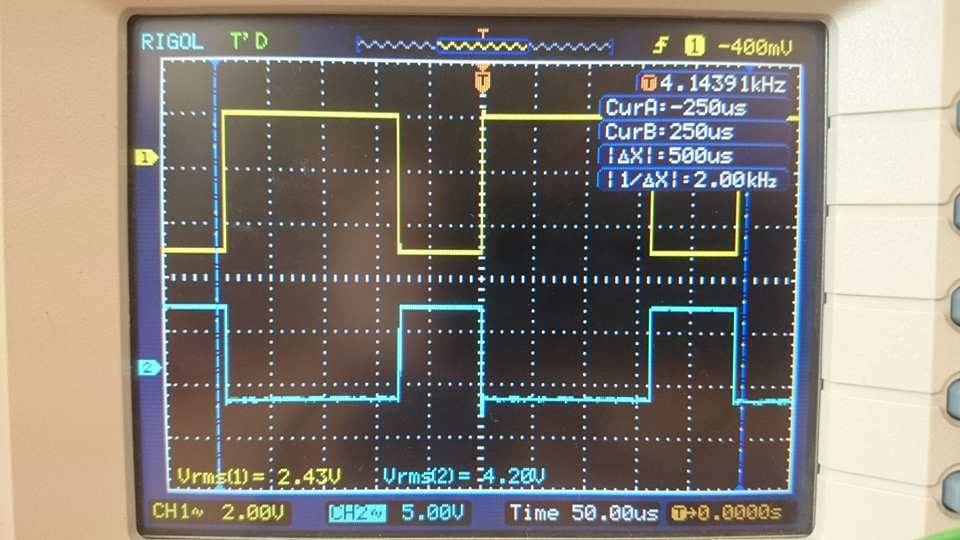 RIGOL T'D T 1 -400mV
T
T 4.14391kHz
CurA:-250us
CurB: 250us
|ΔX|: 500us
|1/ΔX|: 2.00kHz
1
2
Vrms(1)= 2.43V Vrms(2)= 4.20V
CH1~ 2.00V CH2~ 5.00V Time 50.00us T→0.0000s